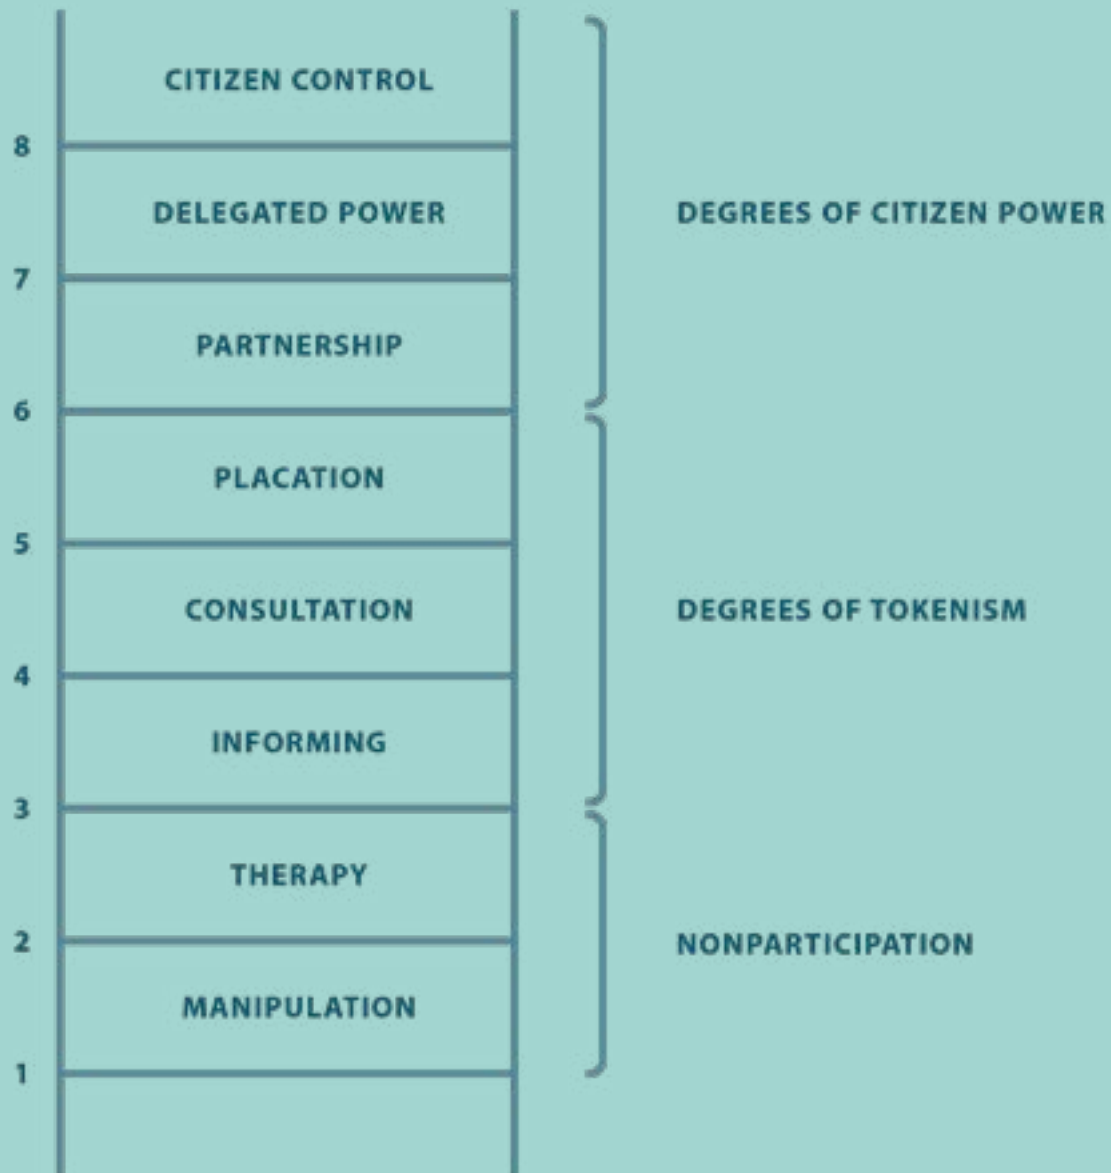 CITIZEN CONTROL
8
DELEGATED POWER
DEGREES OF CITIZEN POWER
7
PARTNERSHIP
6
PLACATION
5
CONSULTATION
DEGREES OF TOKENISM
4
INFORMING
3
THERAPY
2
NONPARTICIPATION
MANIPULATION
1